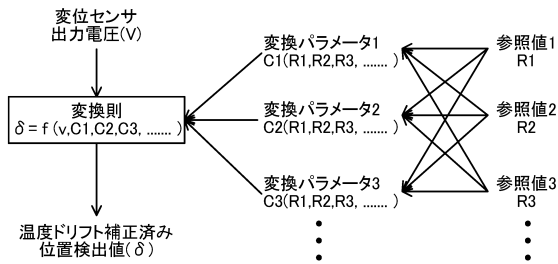 変位センサ
出力電圧(V)
変換則
δ=f(v,C1,C2,C3, ....... )
温度ドリフト補正済み
位置検出値(δ)
変換パラメータ1
C1(R1,R2,R3, ....... )
変換パラメータ2
C2(R1,R2,R3, ....... )
変換パラメータ3
C3(R1,R2,R3, ....... )
参照値1
R1
参照値2
R2
参照値3
R3